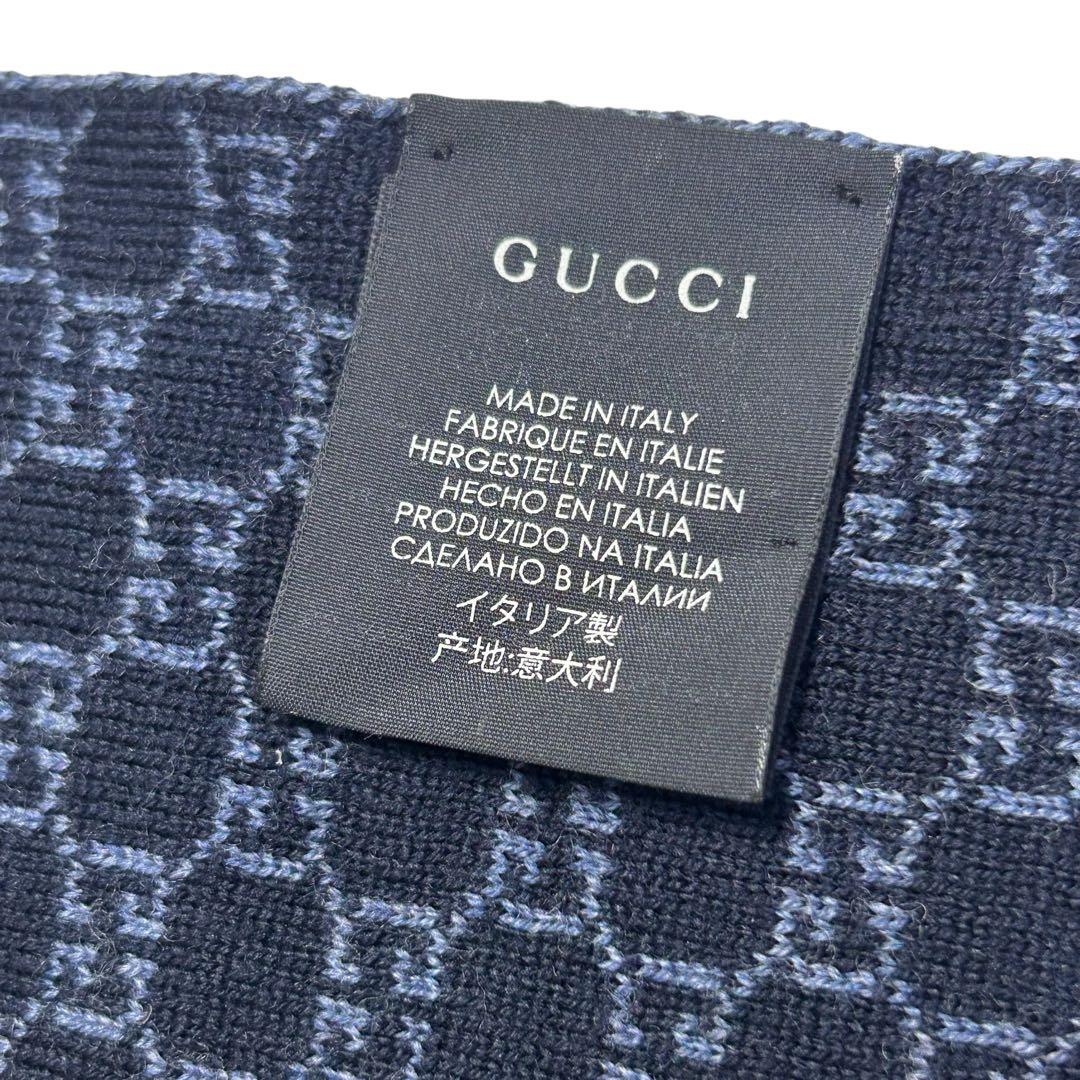 GUCCI
MADE IN ITALY
FABRIQUE EN ITALIE
HERGESTELLT IN ITALIEN
HECHO EN ITALIA
PRODUZIDO NA ITALIA
СДЕЛАНО В ИТАЛИИ
イタリア製
产地:意大利